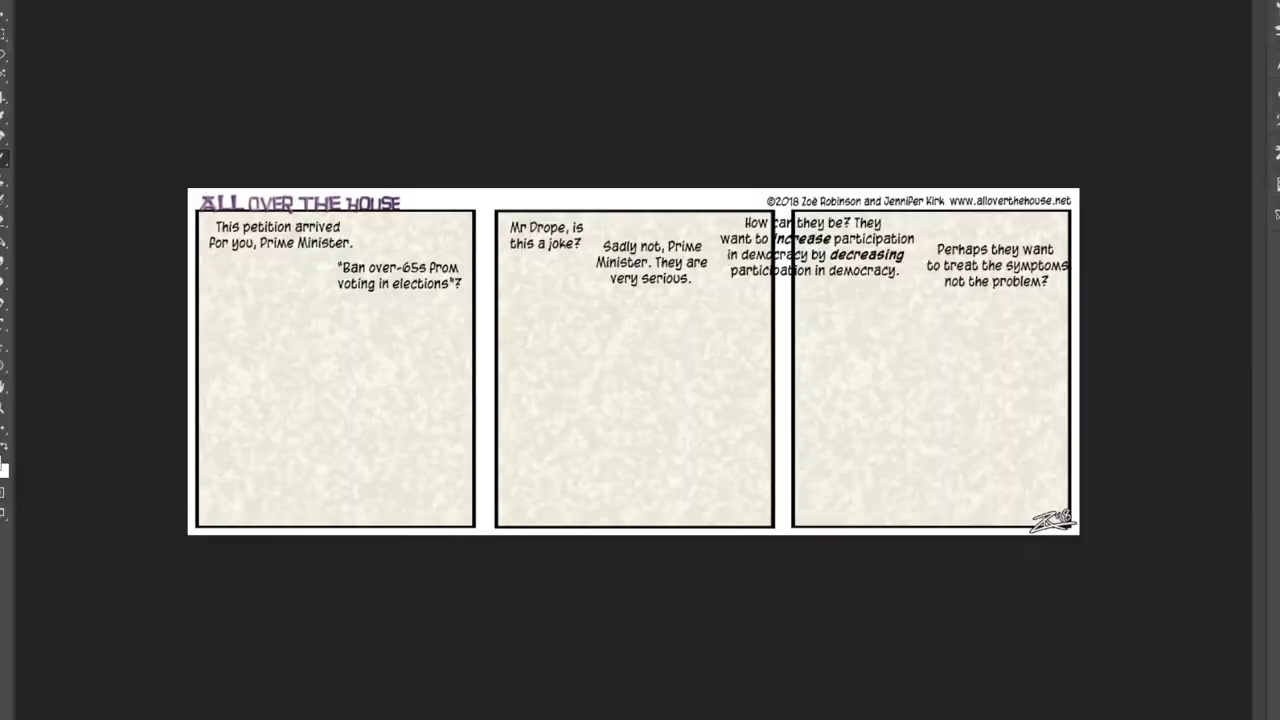 ALL OVER THE HOUSE
©2018 Zoë Robinson and Jennifer Kirk www.alloverthehouse.net
This petition arrived
for you, Prime Minister.
"Ban over-65s from
voting in elections"?
Mr Drope, is
this a joke?
Sadly not, Prime
Minister. They are
very serious.
How can they be? They
want to increase participation
in democracy by decreasing
participation in democracy.
Perhaps they want
to treat the symptoms
not the problem?